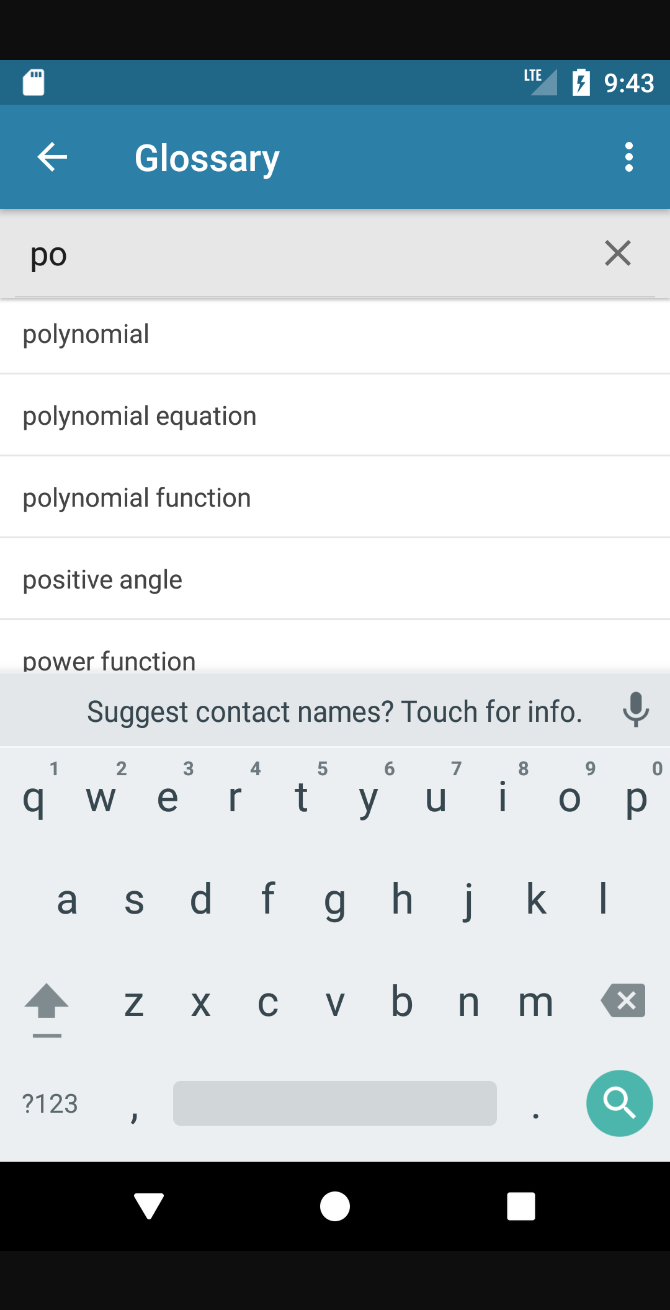 LTE 9:43
Glossary
po
polynomial
polynomial equation
polynomial function
positive angle
power function
Suggest contact names? Touch for info.
1 2 3 4 5 6 7 8 9 0
q w e r t y u i o p
a s d f g h j k l
z x c v b n m
?123 , .